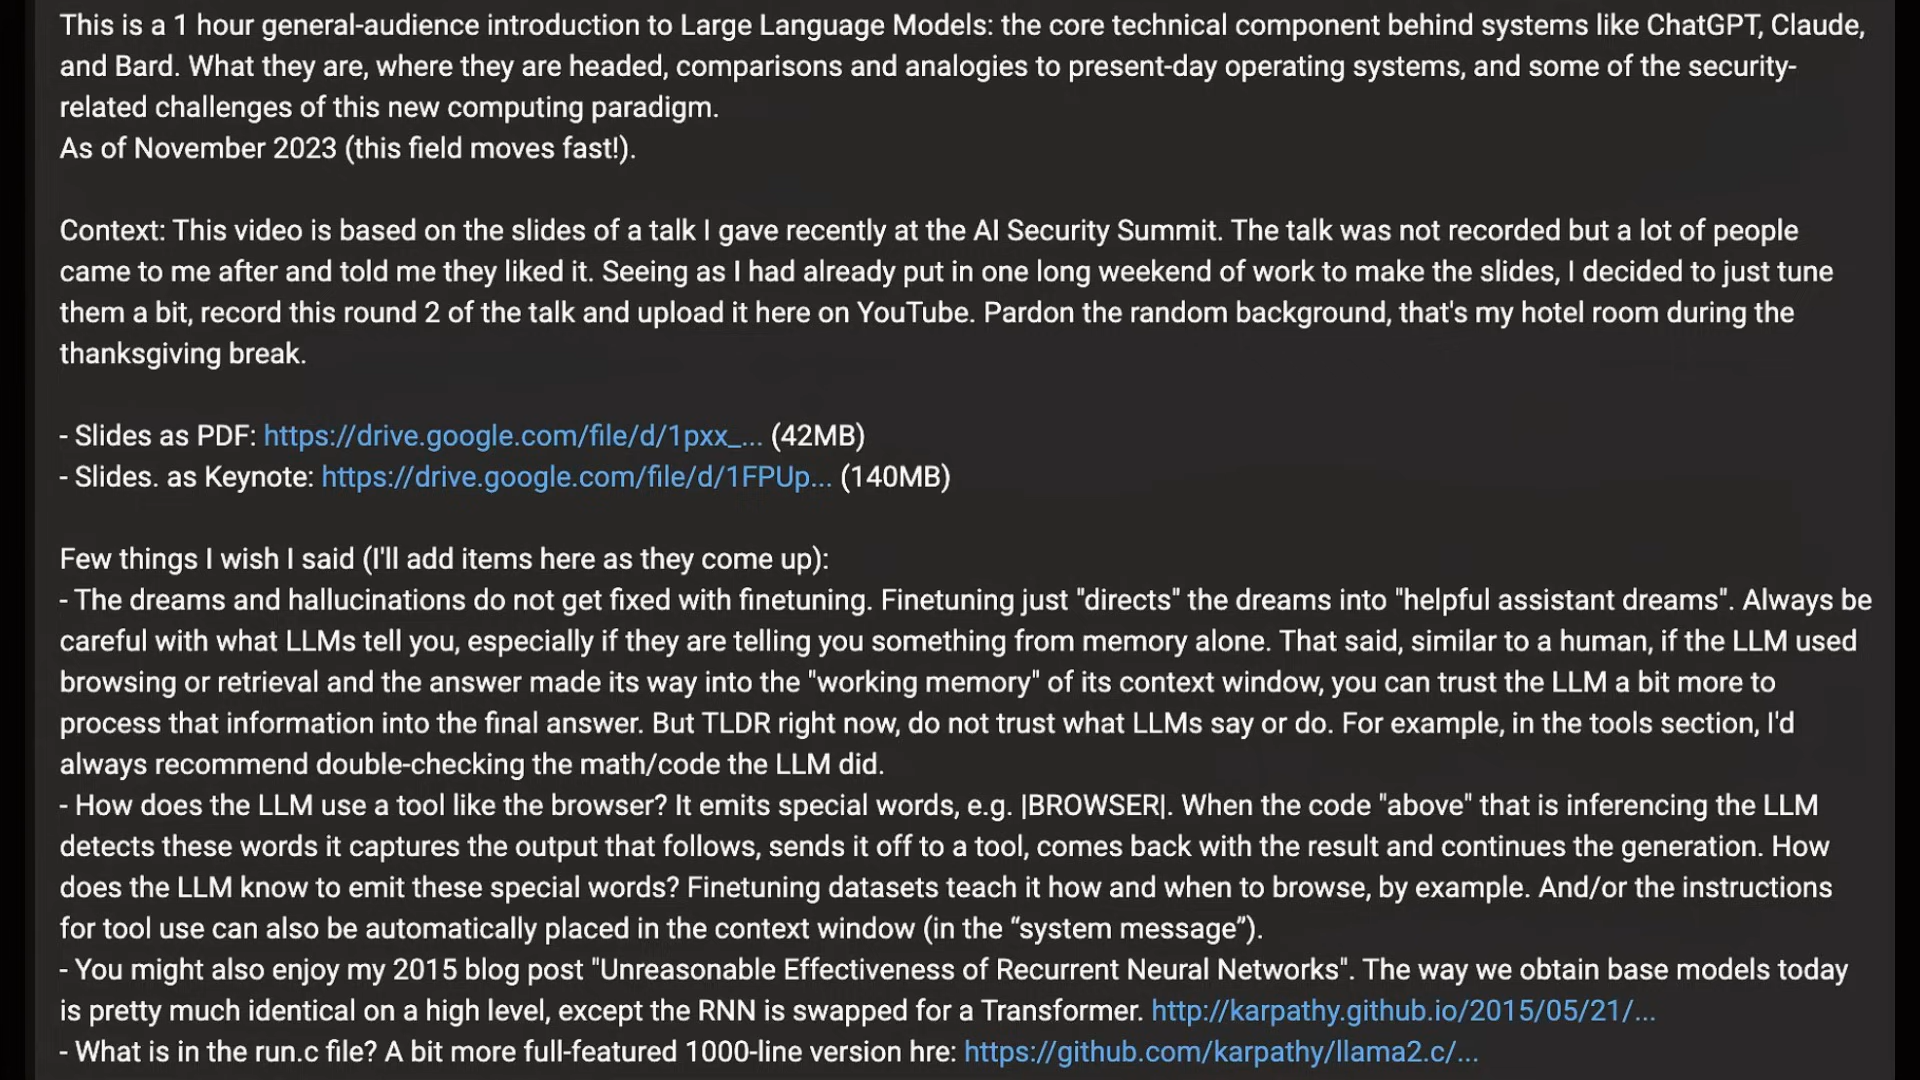 This is a 1 hour general-audience introduction to Large Language Models: the core technical component behind systems like ChatGPT, Claude,
and Bard. What they are, where they are headed, comparisons and analogies to present-day operating systems, and some of the security-
related challenges of this new computing paradigm.
As of November 2023 (this field moves fast!).
Context: This video is based on the slides of a talk I gave recently at the AI Security Summit. The talk was not recorded but a lot of people
came to me after and told me they liked it. Seeing as I had already put in one long weekend of work to make the slides, I decided to just tune
them a bit, record this round 2 of the talk and upload it here on YouTube. Pardon the random background, that's my hotel room during the
thanksgiving break.
- Slides as PDF: https://drive.google.com/file/d/1pxx_... (42MB)
- Slides. as Keynote: https://drive.google.com/file/d/1FPUp... (140MB)
Few things I wish I said (I'll add items here as they come up):
- The dreams and hallucinations do not get fixed with finetuning. Finetuning just "directs" the dreams into "helpful assistant dreams". Always be
careful with what LLMs tell you, especially if they are telling you something from memory alone. That said, similar to a human, if the LLM used
browsing or retrieval and the answer made its way into the "working memory" of its context window, you can trust the LLM a bit more to
process that information into the final answer. But TLDR right now, do not trust what LLMs say or do. For example, in the tools section, I'd
always recommend double-checking the math/code the LLM did.
- How does the LLM use a tool like the browser? It emits special words, e.g. |BROWSER|. When the code "above" that is inferencing the LLM
detects these words it captures the output that follows, sends it off to a tool, comes back with the result and continues the generation. How
does the LLM know to emit these special words? Finetuning datasets teach it how and when to browse, by example. And/or the instructions
for tool use can also be automatically placed in the context window (in the “system message”).
- You might also enjoy my 2015 blog post "Unreasonable Effectiveness of Recurrent Neural Networks". The way we obtain base models today
is pretty much identical on a high level, except the RNN is swapped for a Transformer. http://karpathy.github.io/2015/05/21/...
- What is in the run.c file? A bit more full-featured 1000-line version hre: https://github.com/karpathy/llama2.c/...